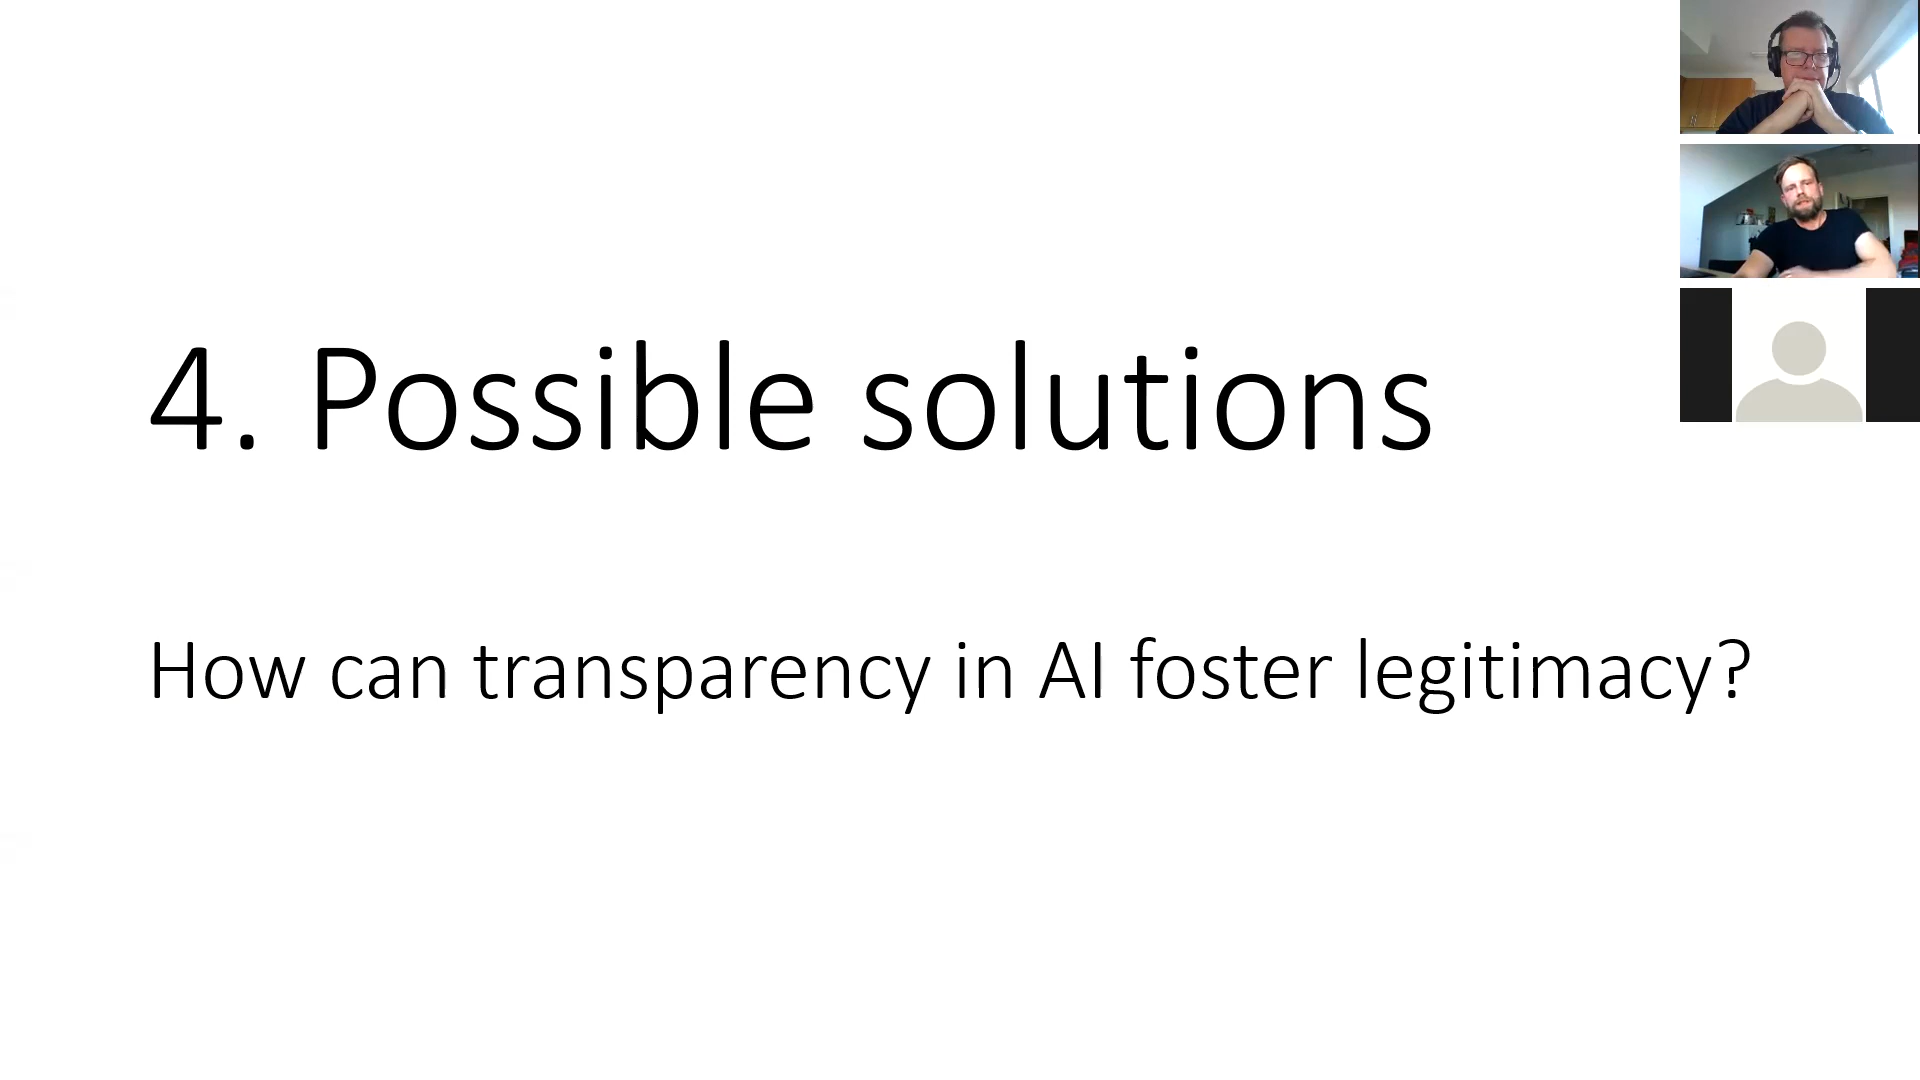 4. Possible solutions
How can transparency in AI foster legitimacy?